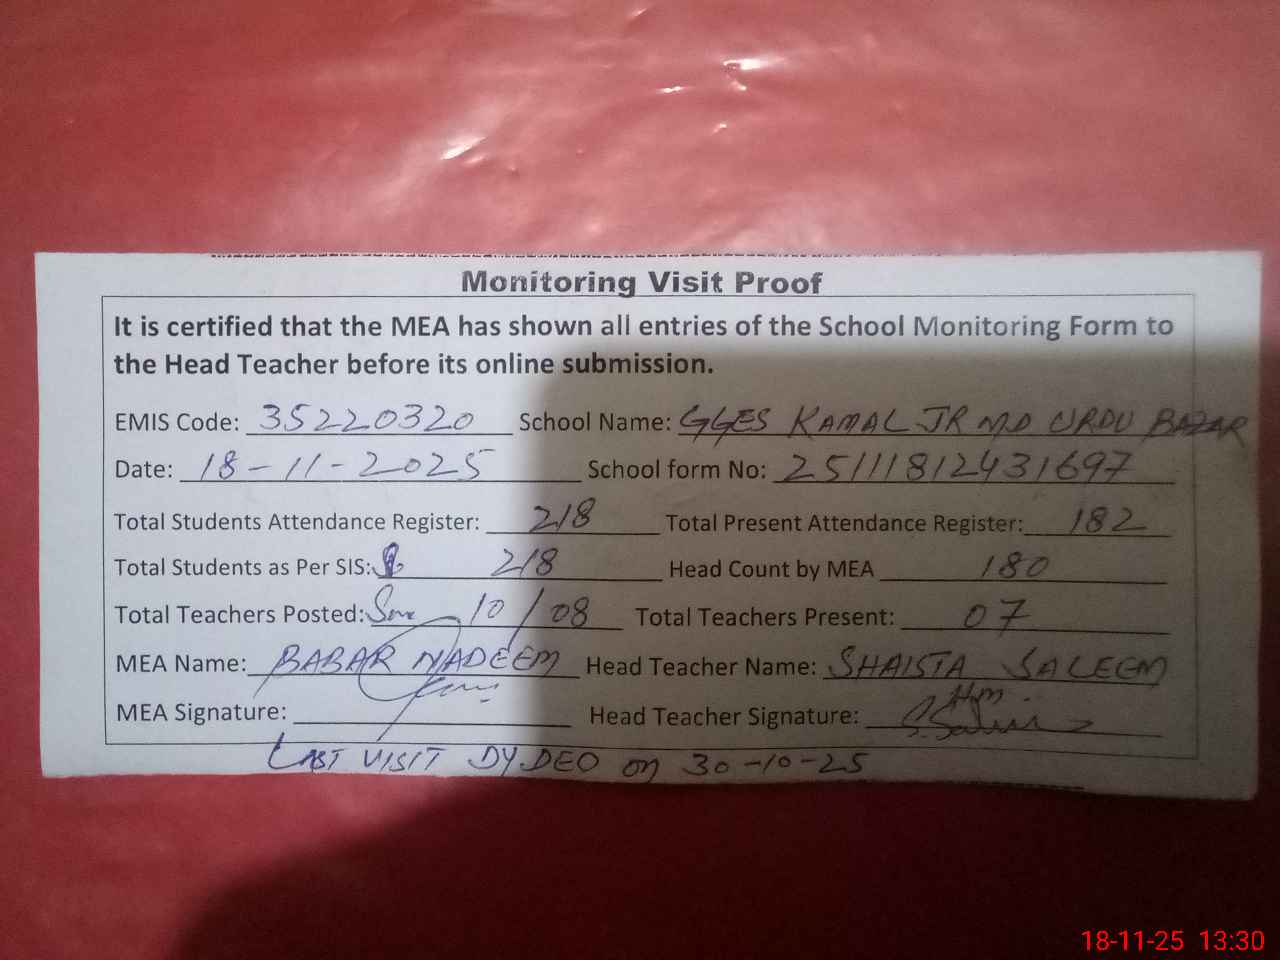 Monitoring Visit Proof
It is certified that the MEA has shown all entries of the School Monitoring Form to
the Head Teacher before its online submission.
EMIS Code: 35220320 School Name: GGES KAMAL JR MD URDU BAZAR
Date: 18-11-2025 School form No: 25111812431697
Total Students Attendance Register: 218 Total Present Attendance Register: 182
Total Students as Per SIS: 218 Head Count by MEA 180
Total Teachers Posted: 10/08 Total Teachers Present: 07
MEA Name: BABAR NADEEM Head Teacher Name: SHAISTA SALEEM
MEA Signature: Head Teacher Signature:
LAST VISIT DY.DEO on 30-10-25
18-11-25 13:30